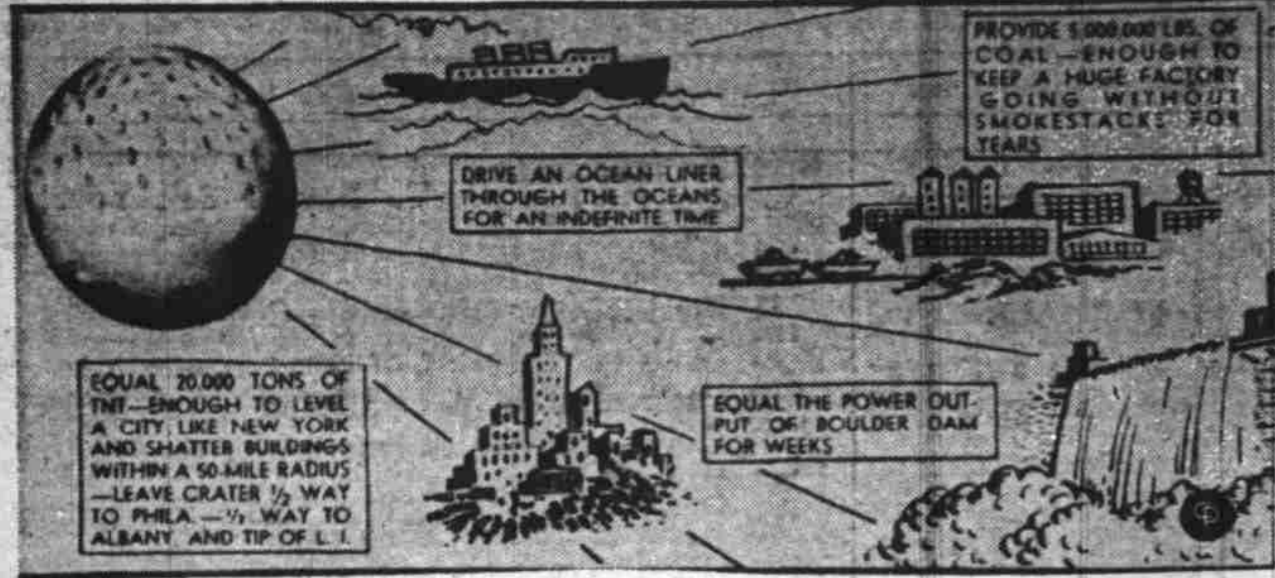 PROVIDE 5,000,000 LBS. OF
COAL—ENOUGH TO
KEEP A HUGE FACTORY
GOING WITHOUT
SMOKESTACKS FOR
YEARS
DRIVE AN OCEAN LINER
THROUGH THE OCEANS
FOR AN INDEFINITE TIME
EQUAL 20,000 TONS OF
TNT—ENOUGH TO LEVEL
A CITY LIKE NEW YORK
AND SHATTER BUILDINGS
WITHIN A 50-MILE RADIUS
—LEAVE CRATER ½ WAY
TO PHILA.—⅓ WAY TO
ALBANY AND TIP OF L. I.
EQUAL THE POWER OUT-
PUT OF BOULDER DAM
FOR WEEKS